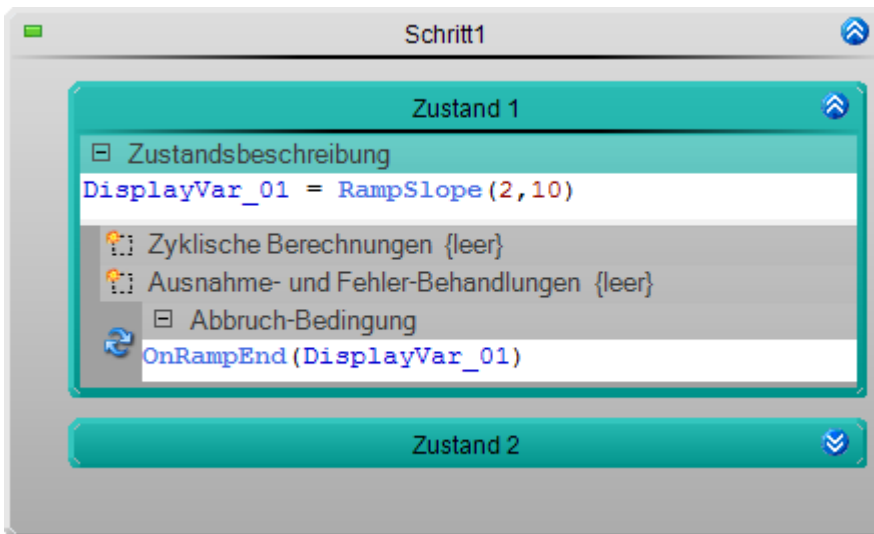 Schritt1
Zustand 1
Zustandsbeschreibung
DisplayVar_01 = RampSlope(2,10)
Zyklische Berechnungen {leer}
Ausnahme- und Fehler-Behandlungen {leer}
Abbruch-Bedingung
OnRampEnd(DisplayVar_01)
Zustand 2